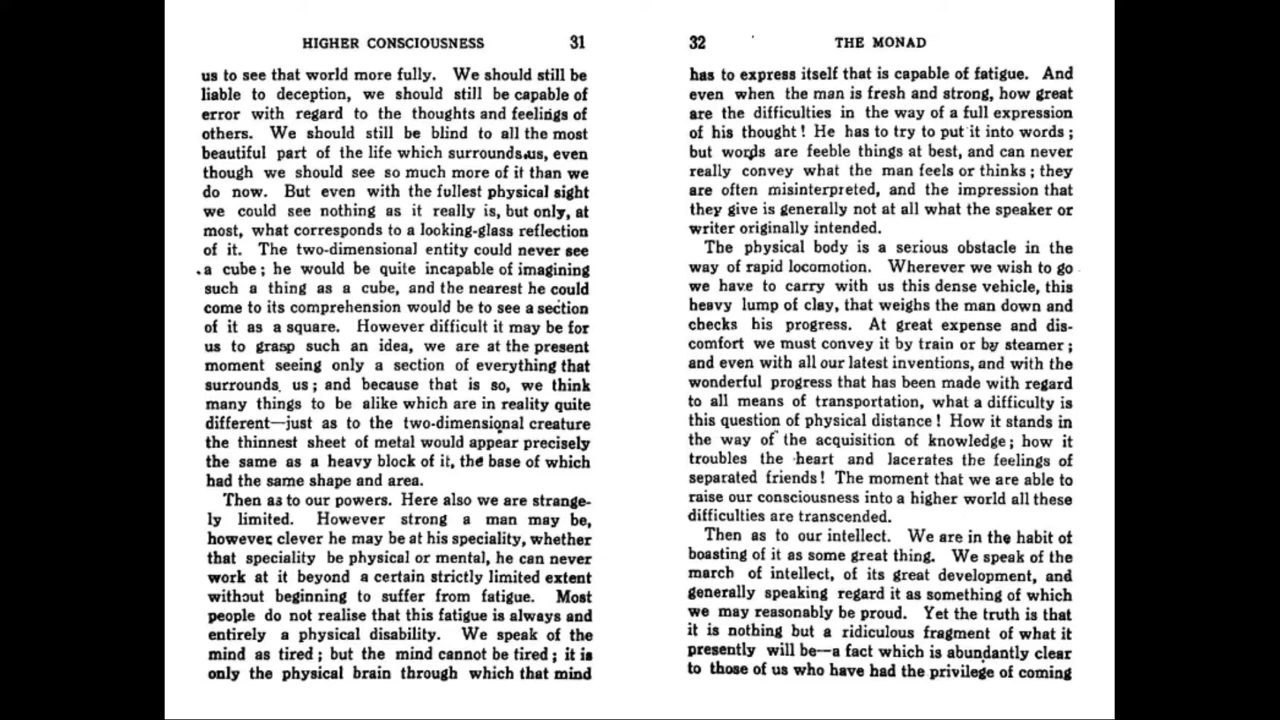 HIGHER CONSCIOUSNESS 31
us to see that world more fully. We should still be
liable to deception, we should still be capable of
error with regard to the thoughts and feelings of
others. We should still be blind to all the most
beautiful part of the life which surrounds us, even
though we should see so much more of it than we
do now. But even with the fullest physical sight
we could see nothing as it really is, but only, at
most, what corresponds to a looking-glass reflection
of it. The two-dimensional entity could never see
a cube; he would be quite incapable of imagining
such a thing as a cube, and the nearest he could
come to its comprehension would be to see a section
of it as a square. However difficult it may be for
us to grasp such an idea, we are at the present
moment seeing only a section of everything that
surrounds us; and because that is so, we think
many things to be alike which are in reality quite
different—just as to the two-dimensional creature
the thinnest sheet of metal would appear precisely
the same as a heavy block of it, the base of which
had the same shape and area.
Then as to our powers. Here also we are strange-
ly limited. However strong a man may be,
however clever he may be at his speciality, whether
that speciality be physical or mental, he can never
work at it beyond a certain strictly limited extent
without beginning to suffer from fatigue. Most
people do not realise that this fatigue is always and
entirely a physical disability. We speak of the
mind as tired; but the mind cannot be tired; it is
only the physical brain through which that mind
32 THE MONAD
has to express itself that is capable of fatigue. And
even when the man is fresh and strong, how great
are the difficulties in the way of a full expression
of his thought! He has to try to put it into words;
but words are feeble things at best, and can never
really convey what the man feels or thinks; they
are often misinterpreted, and the impression that
they give is generally not at all what the speaker or
writer originally intended.
The physical body is a serious obstacle in the
way of rapid locomotion. Wherever we wish to go
we have to carry with us this dense vehicle, this
heavy lump of clay, that weighs the man down and
checks his progress. At great expense and dis-
comfort we must convey it by train or by steamer;
and even with all our latest inventions, and with the
wonderful progress that has been made with regard
to all means of transportation, what a difficulty is
this question of physical distance! How it stands in
the way of the acquisition of knowledge; how it
troubles the heart and lacerates the feelings of
separated friends! The moment that we are able to
raise our consciousness into a higher world all these
difficulties are transcended.
Then as to our intellect. We are in the habit of
boasting of it as some great thing. We speak of the
march of intellect, of its great development, and
generally speaking regard it as something of which
we may reasonably be proud. Yet the truth is that
it is nothing but a ridiculous fragment of what it
presently will be—a fact which is abundantly clear
to those of us who have had the privilege of coming